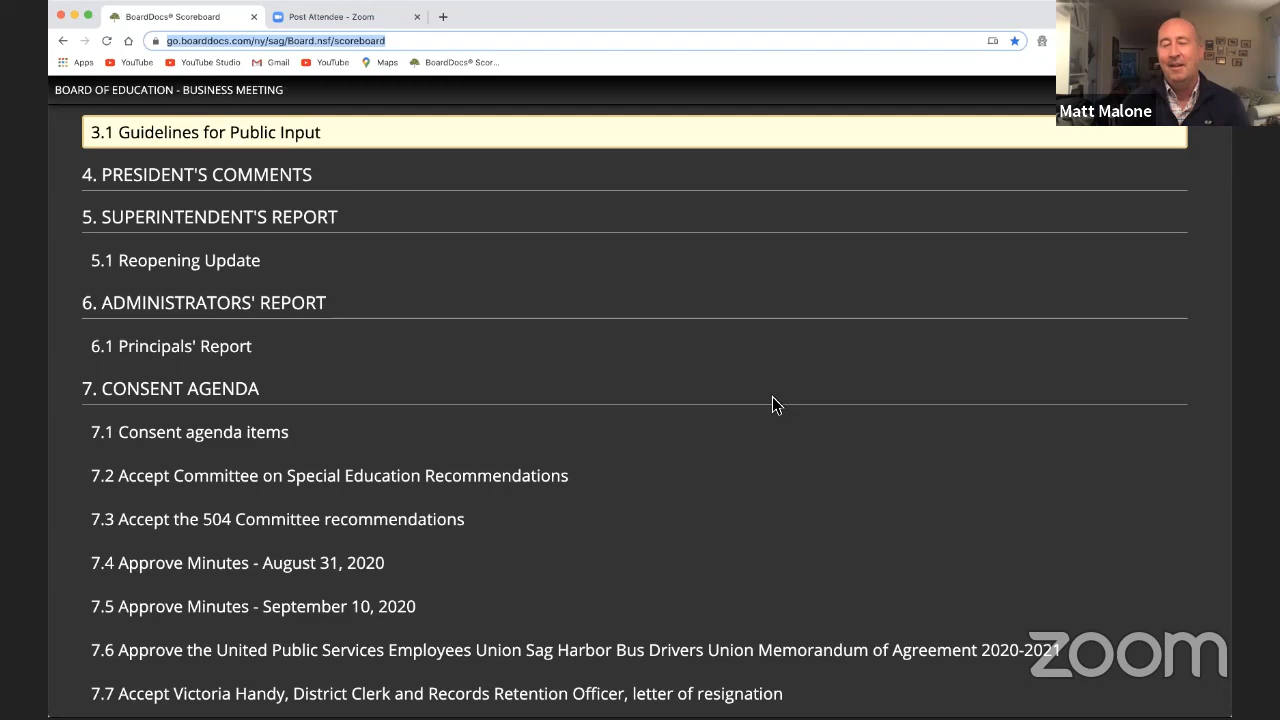 BoardDocs® Scoreboard
Post Attendee - Zoom
go.boarddocs.com/ny/sag/Board.nsf/scoreboard
Apps YouTube YouTube Studio Gmail YouTube Maps BoardDocs® Scor...
BOARD OF EDUCATION - BUSINESS MEETING
Matt Malone
3.1 Guidelines for Public Input
4. PRESIDENT'S COMMENTS
5. SUPERINTENDENT'S REPORT
5.1 Reopening Update
6. ADMINISTRATORS' REPORT
6.1 Principals' Report
7. CONSENT AGENDA
7.1 Consent agenda items
7.2 Accept Committee on Special Education Recommendations
7.3 Accept the 504 Committee recommendations
7.4 Approve Minutes - August 31, 2020
7.5 Approve Minutes - September 10, 2020
7.6 Approve the United Public Services Employees Union Sag Harbor Bus Drivers Union Memorandum of Agreement 2020-2021
zoom
7.7 Accept Victoria Handy, District Clerk and Records Retention Officer, letter of resignation